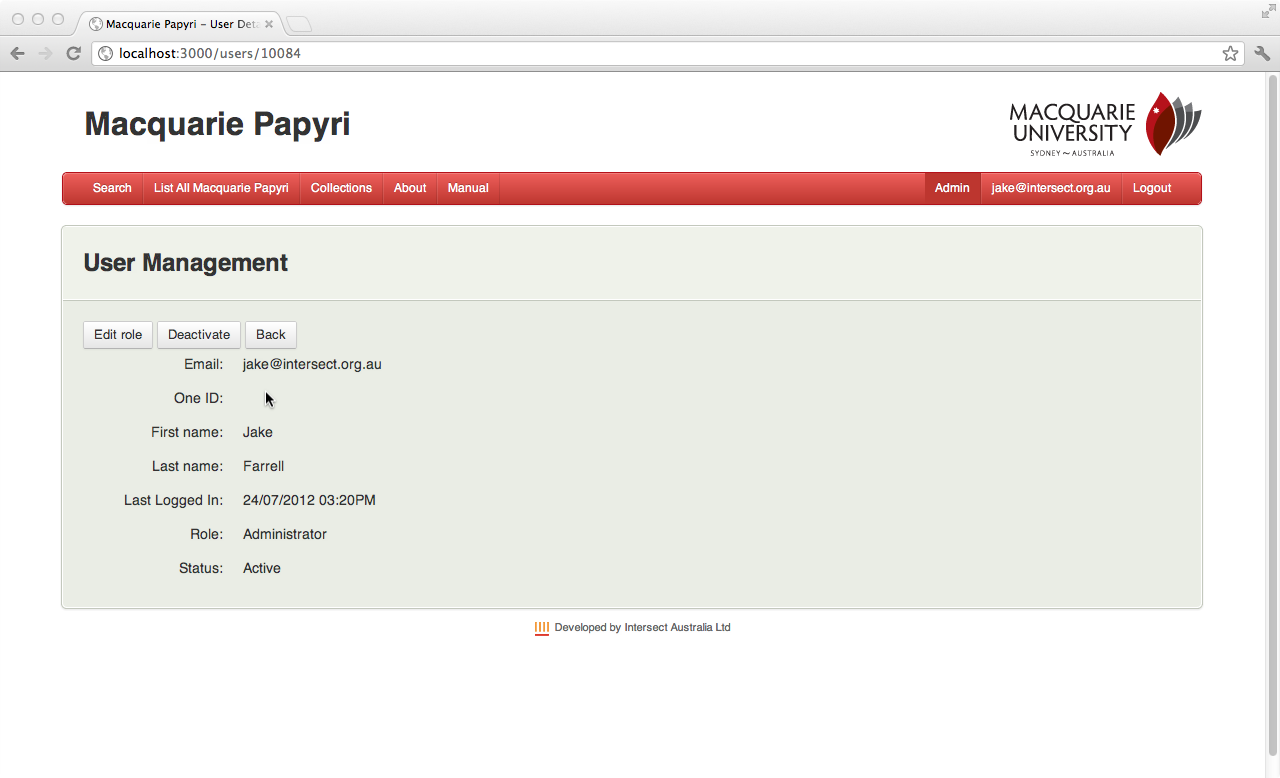 Macquarie Papyri – User Deta
localhost:3000/users/10084
Macquarie Papyri
MACQUARIE
UNIVERSITY
SYDNEY ~ AUSTRALIA
Search List All Macquarie Papyri Collections About Manual Admin jake@intersect.org.au Logout
User Management
Edit role Deactivate Back
Email: jake@intersect.org.au
One ID:
First name: Jake
Last name: Farrell
Last Logged In: 24/07/2012 03:20PM
Role: Administrator
Status: Active
Developed by Intersect Australia Ltd